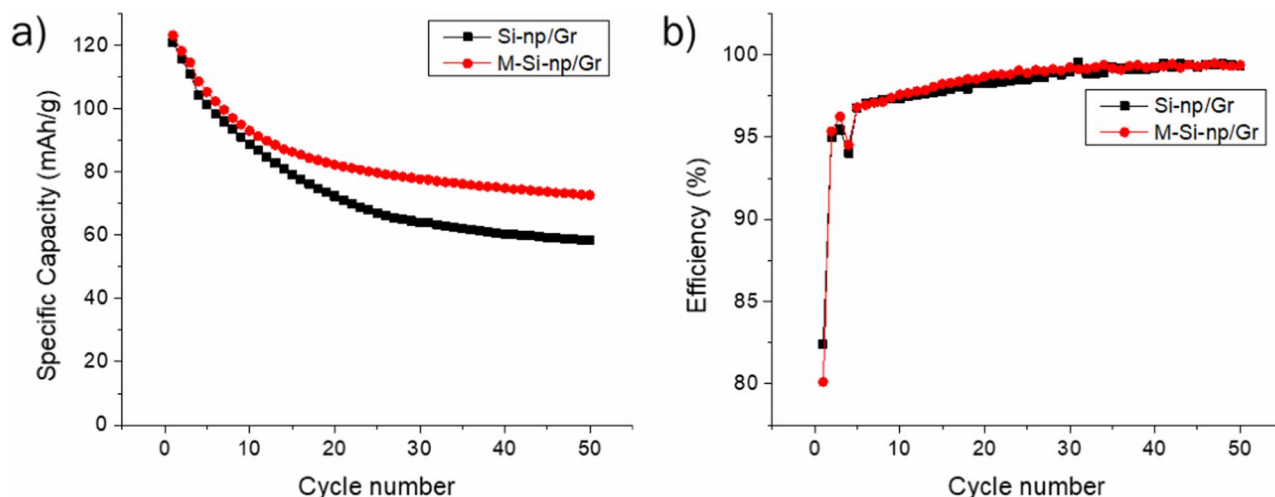 a)
Specific Capacity (mAh/g)
120
100
80
60
40
20
0
0 10 20 30 40 50
Cycle number
Si-np/Gr
M-Si-np/Gr
b)
Efficiency (%)
100
95
90
85
80
0 10 20 30 40 50
Cycle number
Si-np/Gr
M-Si-np/Gr